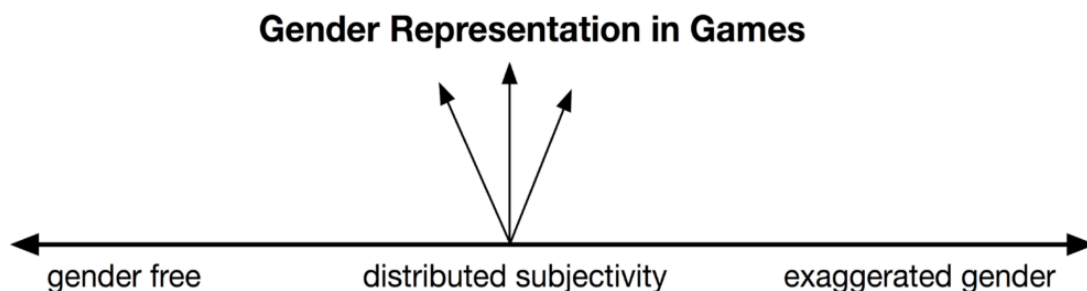 Gender Representation in Games
gender free distributed subjectivity exaggerated gender